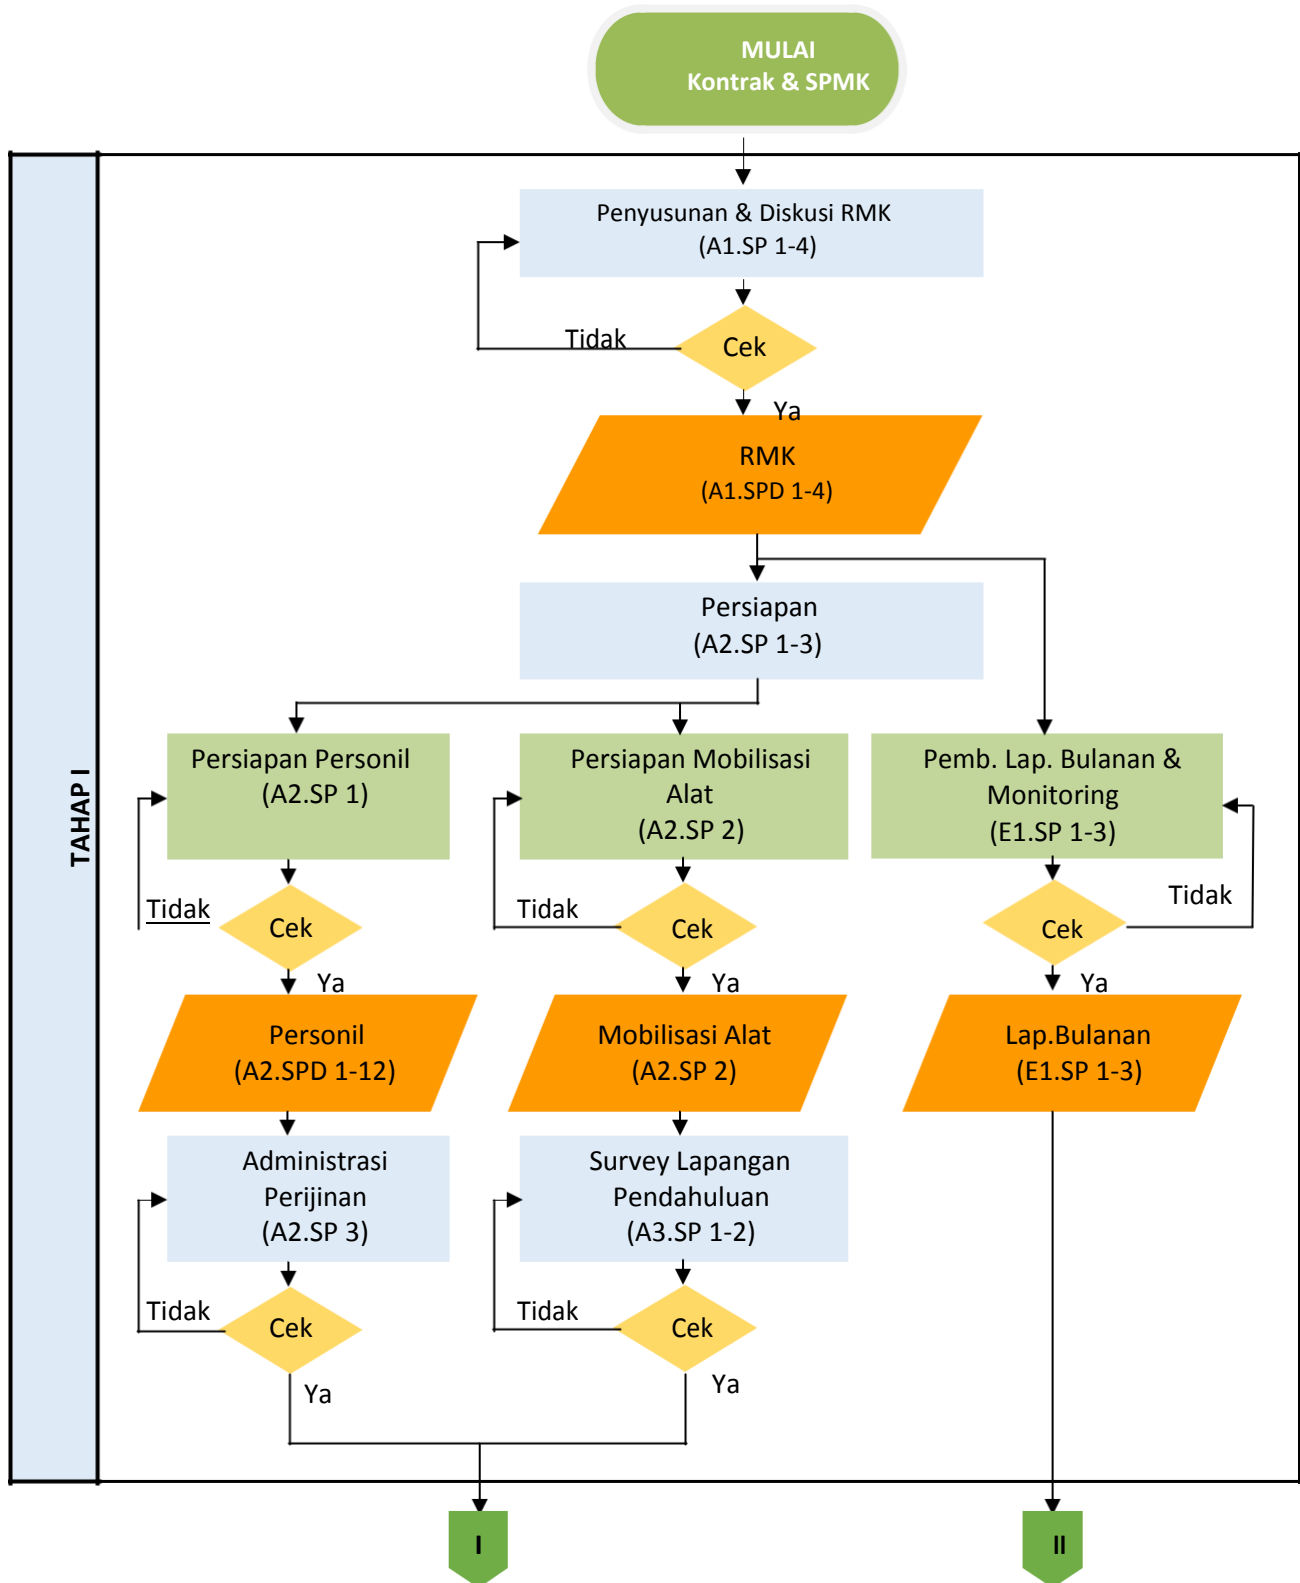 MULAI
Kontrak & SPMK
TAHAP I
Penyusunan & Diskusi RMK
(A1.SP 1-4)
Tidak
Cek
Ya
RMK
(A1.SPD 1-4)
Persiapan
(A2.SP 1-3)
Persiapan Personil
(A2.SP 1)
Persiapan Mobilisasi
Alat
(A2.SP 2)
Pemb. Lap. Bulanan &
Monitoring
(E1.SP 1-3)
Tidak
Cek
Tidak
Cek
Cek
Tidak
Ya
Ya
Ya
Personil
(A2.SPD 1-12)
Mobilisasi Alat
(A2.SP 2)
Lap.Bulanan
(E1.SP 1-3)
Administrasi
Perijinan
(A2.SP 3)
Survey Lapangan
Pendahuluan
(A3.SP 1-2)
Tidak
Cek
Tidak
Cek
Ya
Ya
I
II